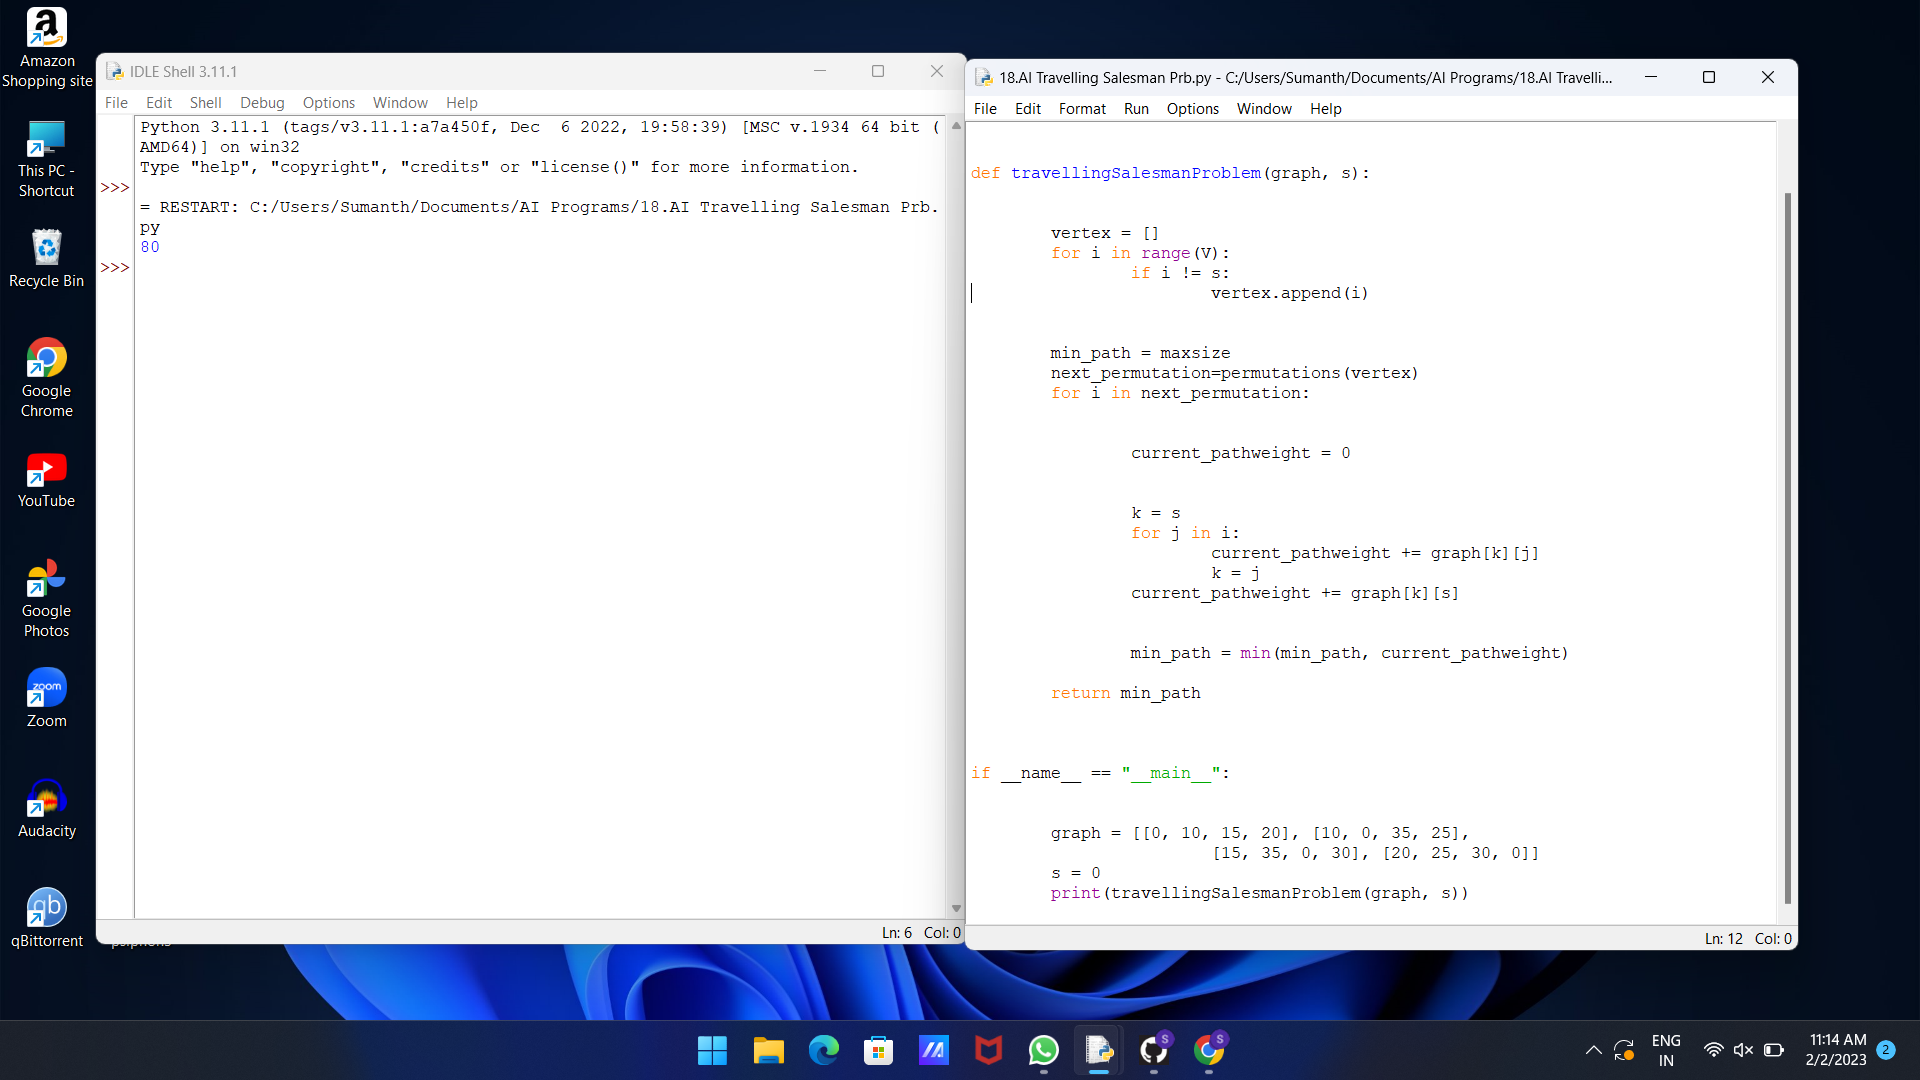 Amazon
Shopping site
This PC -
Shortcut
Recycle Bin
Google
Chrome
YouTube
Google
Photos
zoom
Zoom
Audacity
qb
qBittorrent
IDLE Shell 3.11.1
File Edit Shell Debug Options Window Help
Python 3.11.1 (tags/v3.11.1:a7a450f, Dec  6 2022, 19:58:39) [MSC v.1934 64 bit (
AMD64)] on win32
Type "help", "copyright", "credits" or "license()" for more information.
>>>
= RESTART: C:/Users/Sumanth/Documents/AI Programs/18.AI Travelling Salesman Prb.
py
80
>>>
Ln: 6 Col: 0
18.AI Travelling Salesman Prb.py - C:/Users/Sumanth/Documents/AI Programs/18.AI Travelli...
File Edit Format Run Options Window Help
def travellingSalesmanProblem(graph, s):
        vertex = []
        for i in range(V):
                if i != s:
                        vertex.append(i)
        min_path = maxsize
        next_permutation=permutations(vertex)
        for i in next_permutation:
                current_pathweight = 0
                k = s
                for j in i:
                        current_pathweight += graph[k][j]
                        k = j
                current_pathweight += graph[k][s]
                min_path = min(min_path, current_pathweight)
        return min_path
if __name__ == "__main__":
        graph = [[0, 10, 15, 20], [10, 0, 35, 25],
                        [15, 35, 0, 30], [20, 25, 30, 0]]
        s = 0
        print(travellingSalesmanProblem(graph, s))
Ln: 12 Col: 0
S
S
ENG
IN
11:14 AM
2/2/2023
2